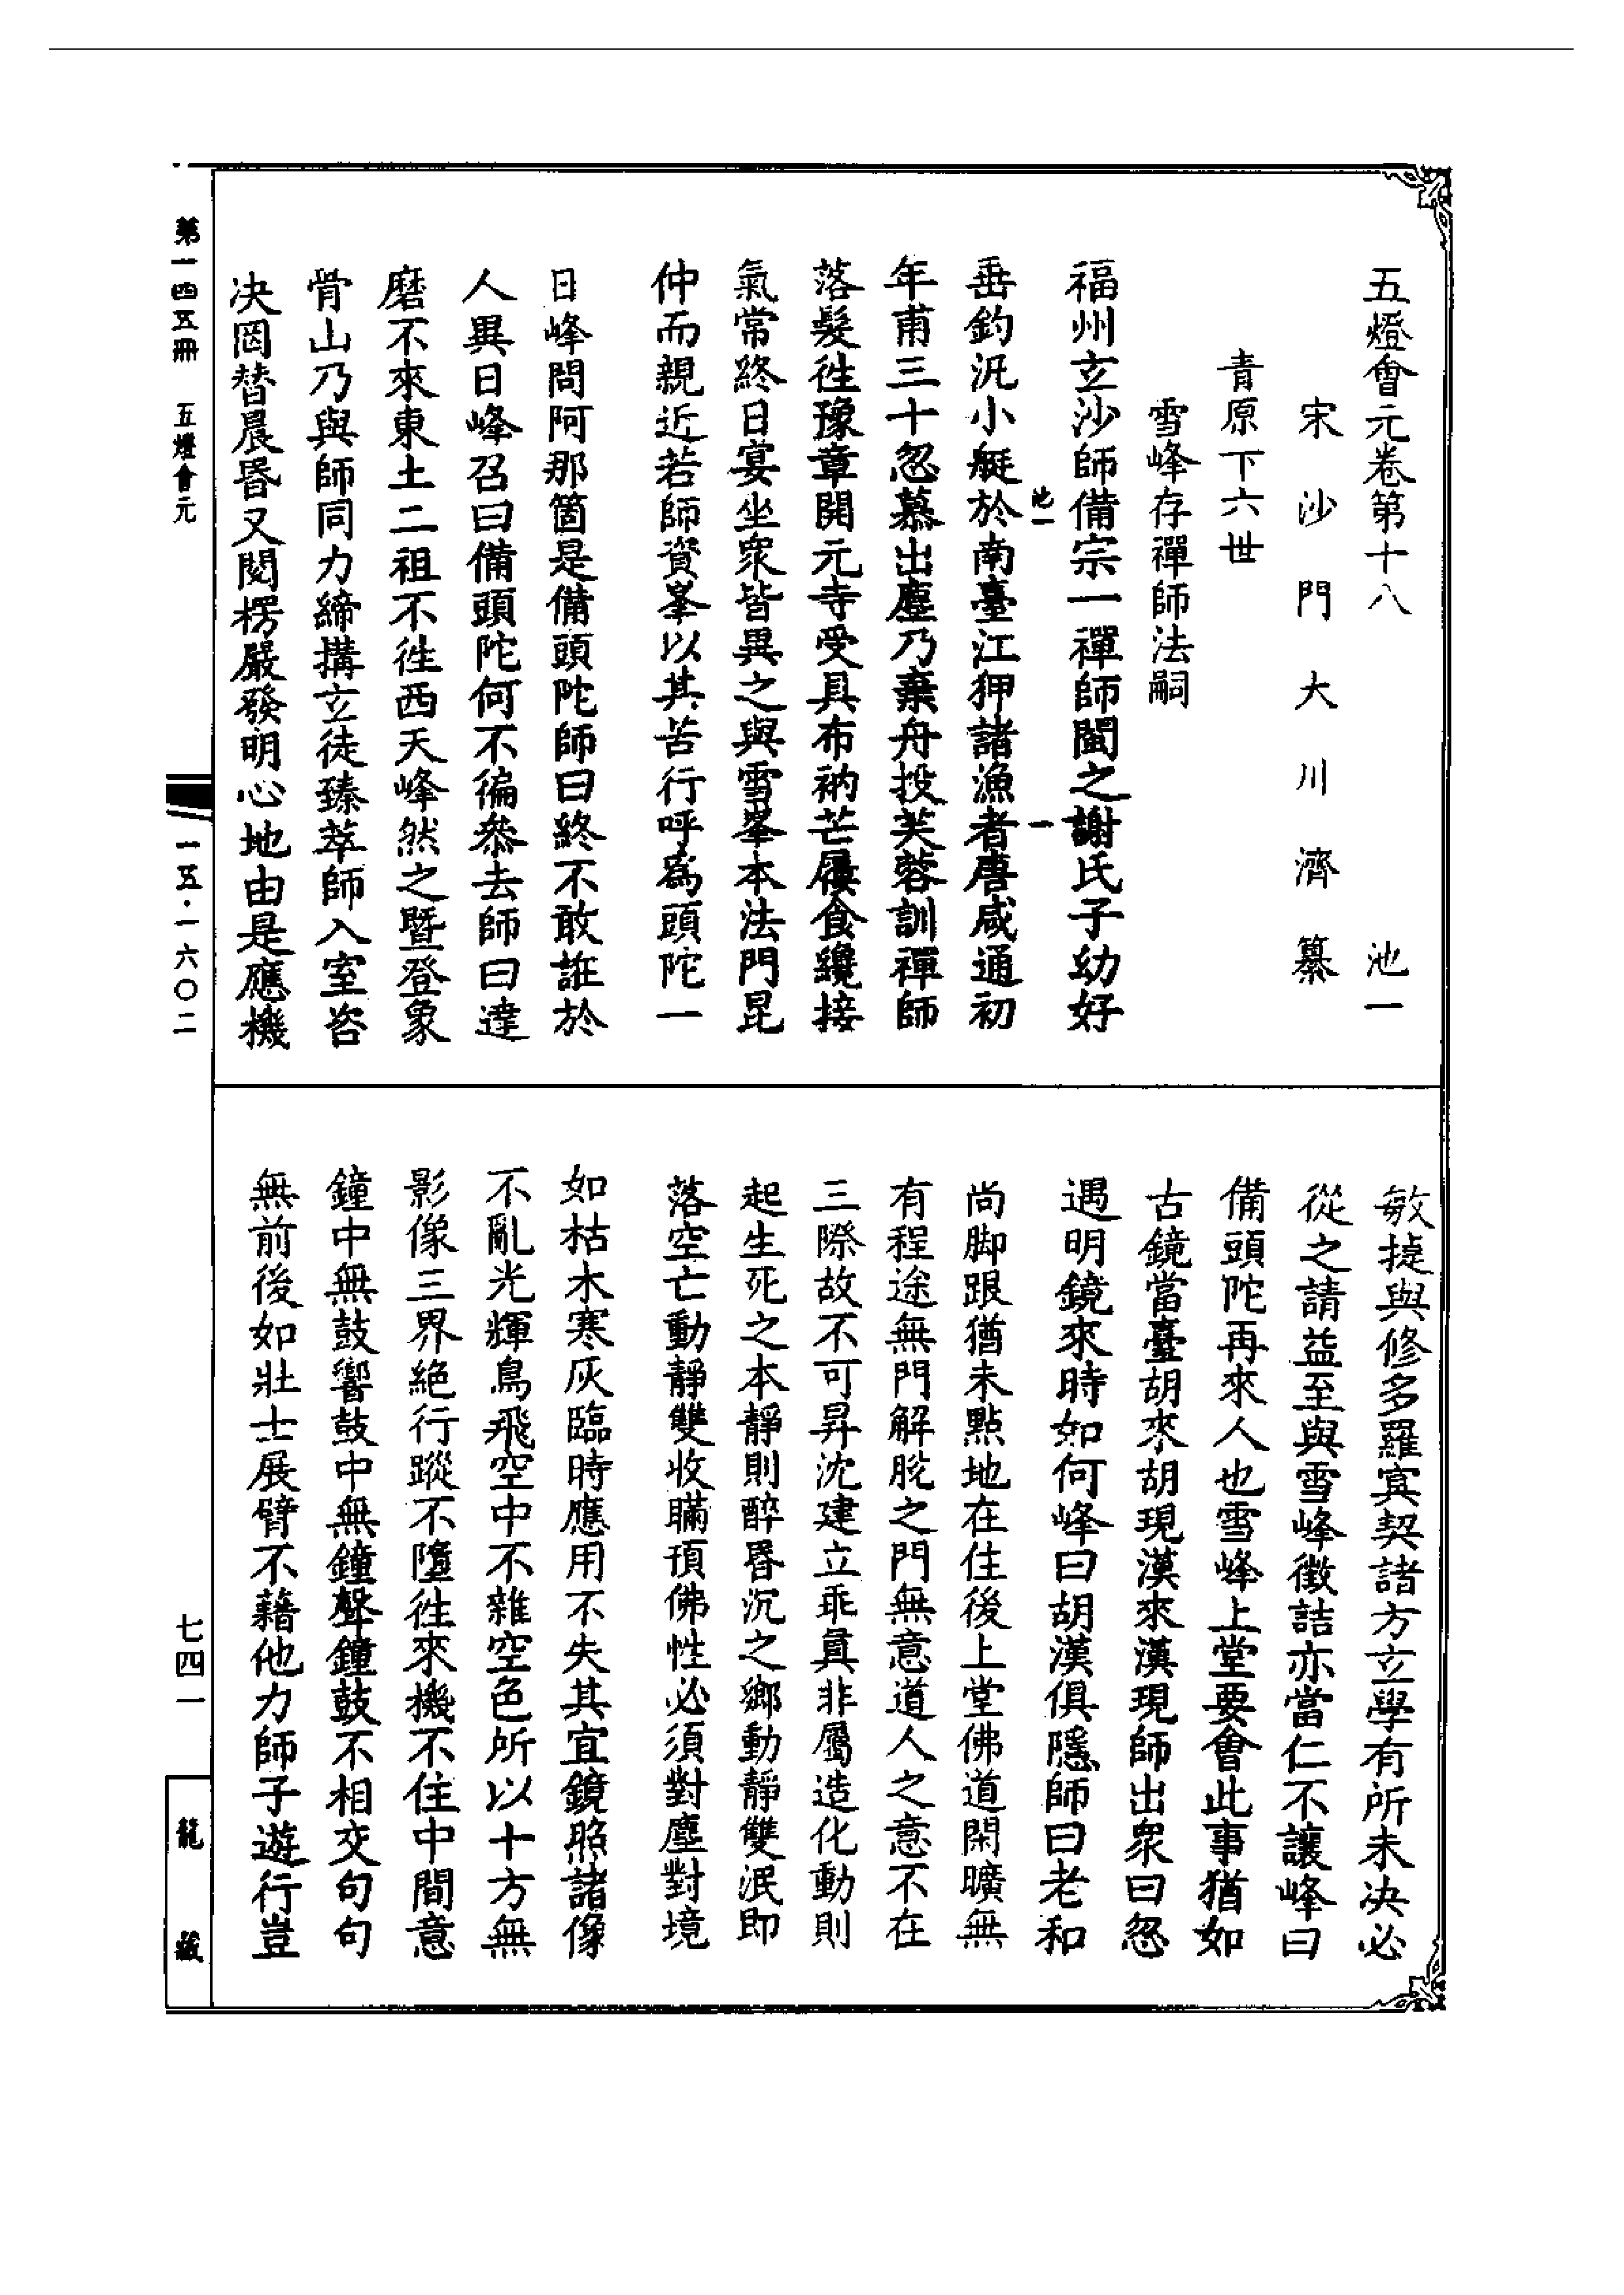 五燈會元卷第十八 池一
宋沙門大川濟纂
青原下六世
雪峰存禪師法嗣
福州玄沙師備宗一禪師閩之謝氏子幼好
池一 一
垂釣汎小艇於南臺江狎諸漁者唐咸通初
年甫三十忽慕出塵乃棄舟投芙蓉訓禪師
落髮徃豫章開元寺受具布衲芒屨食纔接
氣常終日宴坐衆皆異之與雪峯本法門昆
仲而親近若師資峯以其苦行呼爲頭陀一
日峰問阿那箇是備頭陀師曰終不敢誑於
人異日峰召曰備頭陀何不徧叅去師曰達
磨不來東土二祖不徃西天峰然之暨登象
骨山乃與師同力締搆玄徒臻萃師入室咨
决罔替晨昬又閱楞嚴發明心地由是應機
敏捷與修多羅㝠契諸方玄學有所未决必
從之請益至與雪峰徵詰亦當仁不讓峰曰
備頭陀再來人也雪峰上堂要會此事猶如
古鏡當臺胡來胡現漢來漢現師出衆曰忽
遇明鏡來時如何峰曰胡漢俱隱師曰老和
尚脚跟猶未點地在住後上堂佛道閑曠無
有程途無門解脫之門無意道人之意不在
三際故不可昇沈建立乖眞非屬造化動則
起生死之本靜則醉昬沉之鄉動靜雙泯即
落空亡動靜雙收瞞頇佛性必須對塵對境
如枯木寒灰臨時應用不失其宜鏡照諸像
不亂光輝鳥飛空中不雜空色所以十方無
影像三界絕行蹤不墮徃來機不住中間意
鐘中無鼓響鼓中無鐘聲鐘鼓不相交句句
無前後如壯士展臂不藉他力師子遊行豈
第一四五冊 五燈會元
一五·一六〇二
七四一
龍藏